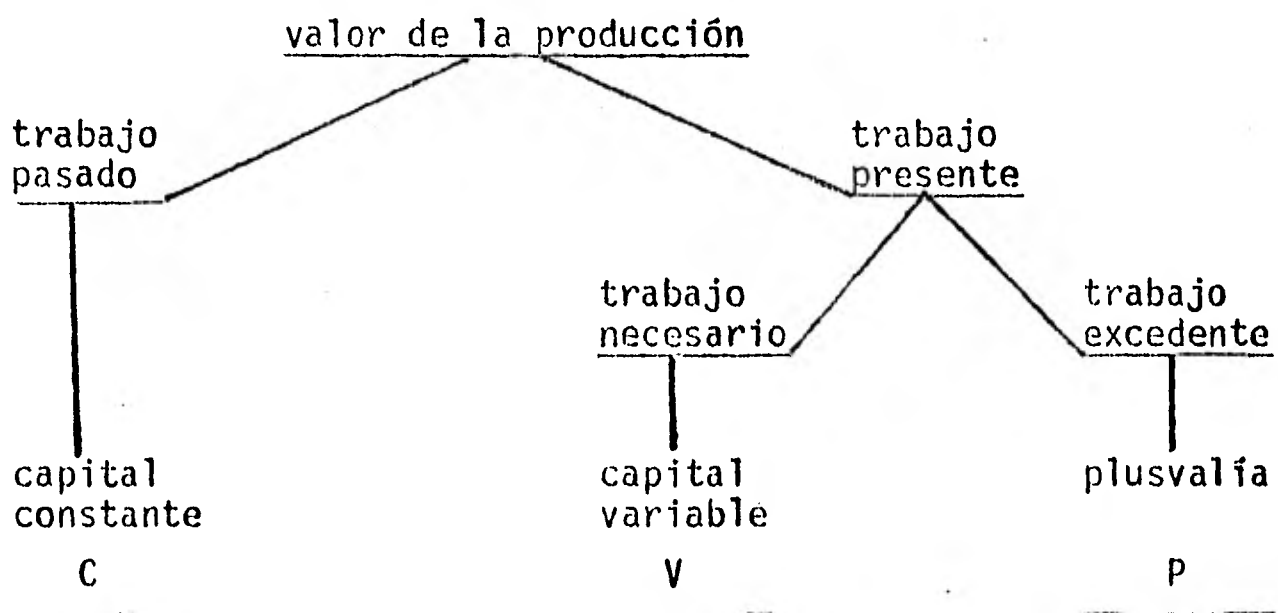 valor de la producción
trabajo
pasado
trabajo
presente
trabajo
necesario
trabajo
excedente
capital
constante
capital
variable
plusvalía
C
V
P